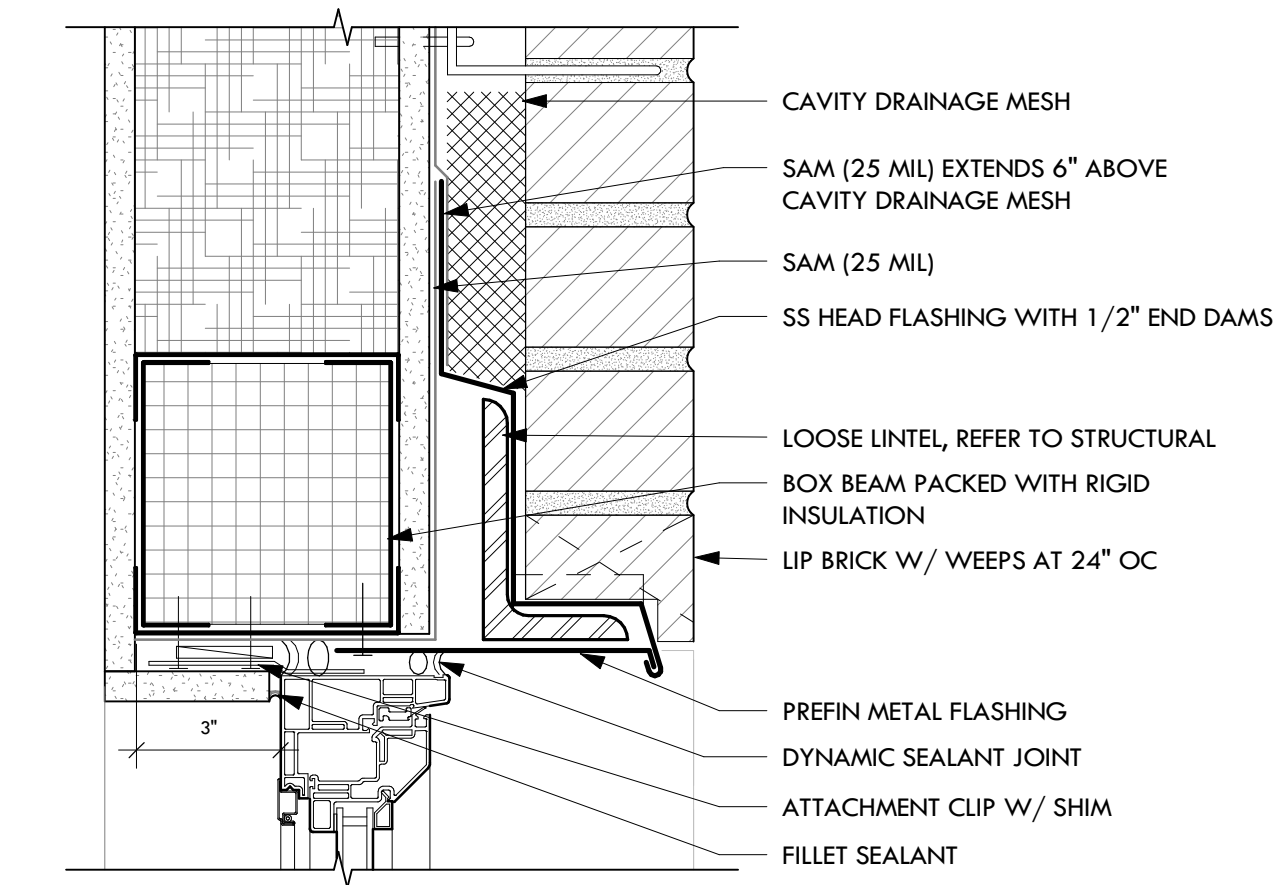 CAVITY DRAINAGE MESH
SAM (25 MIL) EXTENDS 6" ABOVE
CAVITY DRAINAGE MESH
SAM (25 MIL)
SS HEAD FLASHING WITH 1/2" END DAMS
LOOSE LINTEL, REFER TO STRUCTURAL
BOX BEAM PACKED WITH RIGID
INSULATION
LIP BRICK W/ WEEPS AT 24" OC
PREFIN METAL FLASHING
3"
DYNAMIC SEALANT JOINT
ATTACHMENT CLIP W/ SHIM
FILLET SEALANT